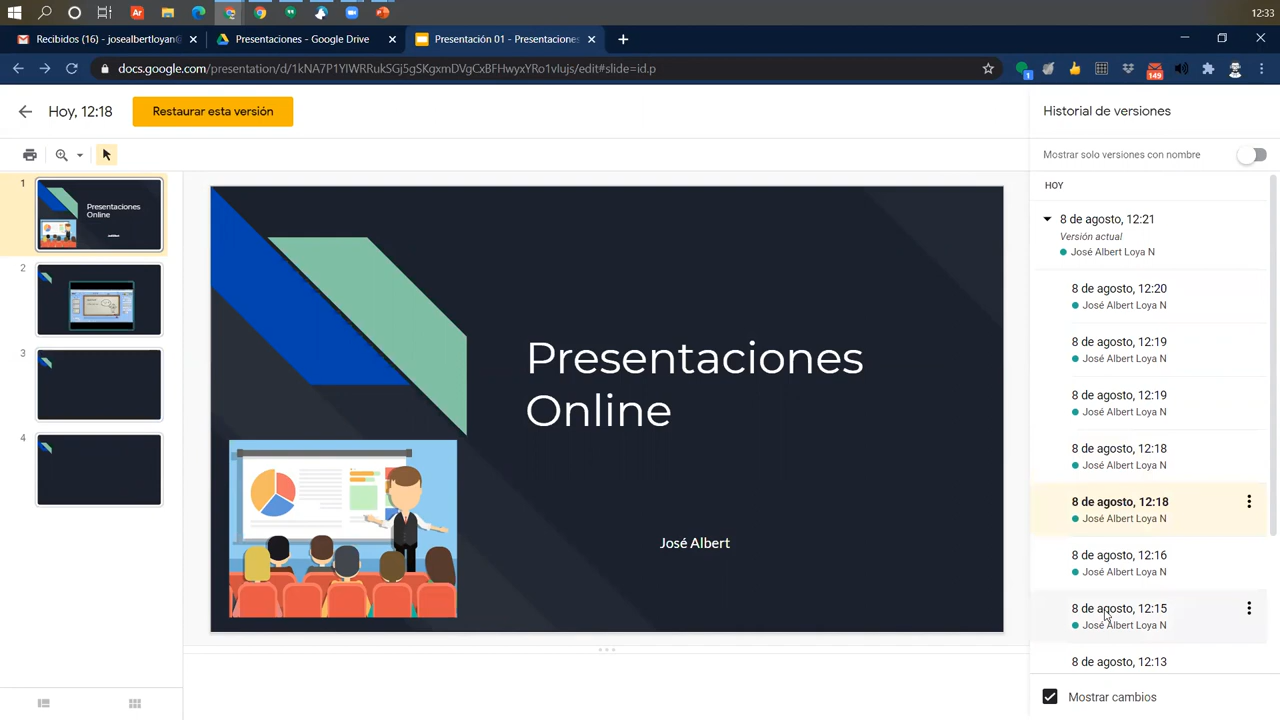 12:33
Recibidos (16) - josealbertloyan@
Presentaciones - Google Drive
Presentación 01 - Presentaciones
docs.google.com/presentation/d/1kNA7P1YIWRRukSGj5gSKgxmDVgCxBFHwyxYRo1vIujs/edit#slide=id.p
1
149
Hoy, 12:18
Restaurar esta versión
Historial de versiones
Mostrar solo versiones con nombre
HOY
8 de agosto, 12:21
Versión actual
José Albert Loya N
8 de agosto, 12:20
José Albert Loya N
8 de agosto, 12:19
José Albert Loya N
8 de agosto, 12:19
José Albert Loya N
8 de agosto, 12:18
José Albert Loya N
8 de agosto, 12:18
José Albert Loya N
8 de agosto, 12:16
José Albert Loya N
8 de agosto, 12:15
José Albert Loya N
8 de agosto, 12:13
Mostrar cambios
1
Presentaciones
Online
2
3
4
Presentaciones
Online
José Albert